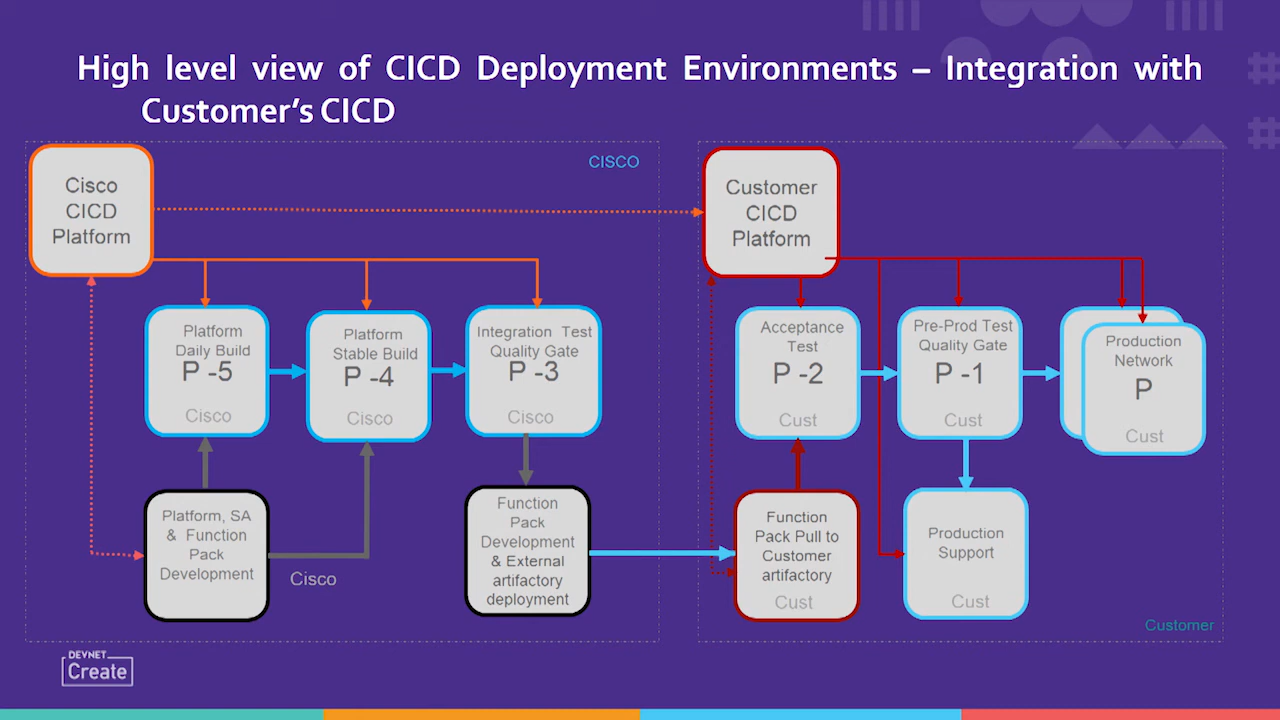 High level view of CICD Deployment Environments – Integration with
Customer's CICD
CISCO
Cisco
CICD
Platform
Customer
CICD
Platform
Platform
Daily Build
P -5
Cisco
Platform
Stable Build
P -4
Cisco
Integration Test
Quality Gate
P -3
Cisco
Acceptance
Test
P -2
Cust
Pre-Prod Test
Quality Gate
P -1
Cust
Production
Network
P
Cust
Platform, SA
& Function
Pack
Development
Cisco
Function
Pack
Development
& External
artifactory
deployment
Function
Pack Pull to
Customer
artifactory
Cust
Production
Support
Cust
Customer
DEVNET
Create